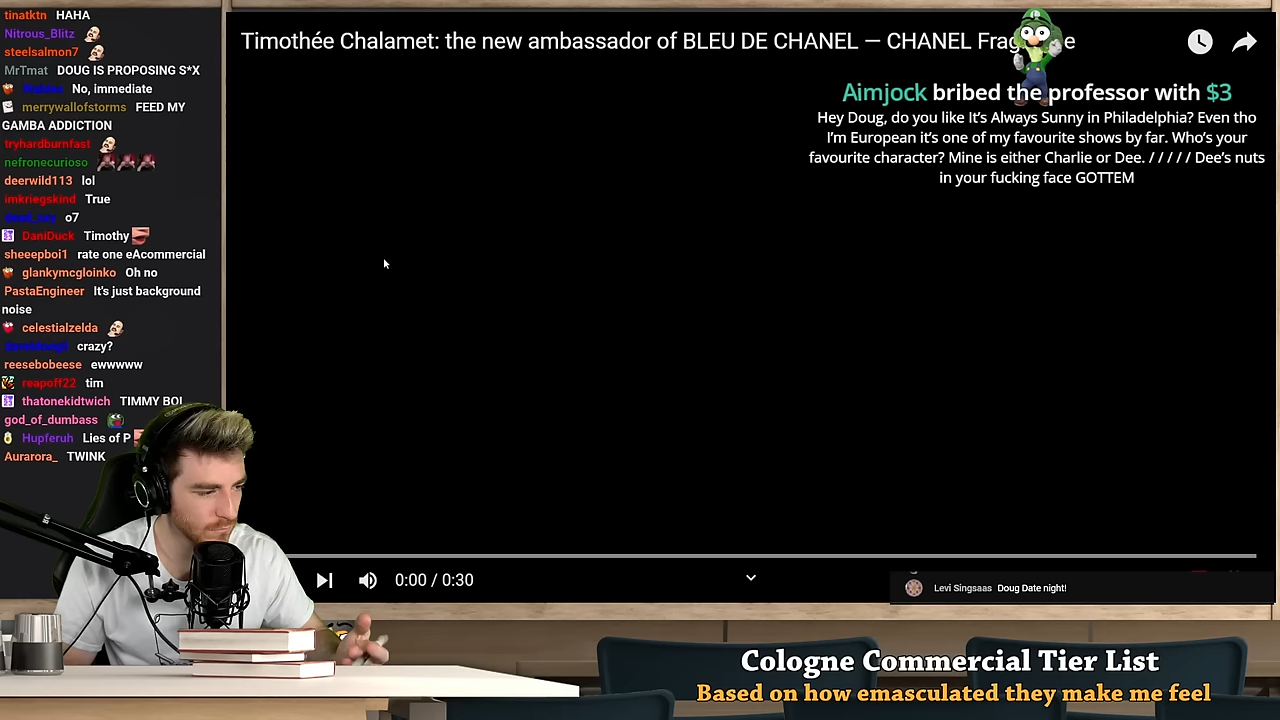 tinatktn HAHA
Nitrous_Blitz
steelsalmon7
MrTmat DOUG IS PROPOSING S*X
No, immediate
merrywallofstorms FEED MY
GAMBA ADDICTION
tryhardburnfast
nefronecurioso
deerwild113 lol
imkriegskind True
o7
DaniDuck Timothy
sheeepboi1 rate one eAcommercial
glankymcgloinko Oh no
PastaEngineer It's just background
noise
celestialzelda
crazy?
reesebobeese ewwwww
reapoff22 tim
thatonekidtwich TIMMY BOI
god_of_dumbass
Hupferuh Lies of P
Aurarora_ TWINK
Timothée Chalamet: the new ambassador of BLEU DE CHANEL — CHANEL
Aimjock bribed the professor with $3
Hey Doug, do you like It's Always Sunny in Philadelphia? Even tho
I'm European it's one of my favourite shows by far. Who's your
favourite character? Mine is either Charlie or Dee. / / / / / Dee's nuts
in your fucking face GOTTEM
0:00 / 0:30
Levi Singsaas Doug Date night!
Cologne Commercial Tier List
Based on how emasculated they make me feel